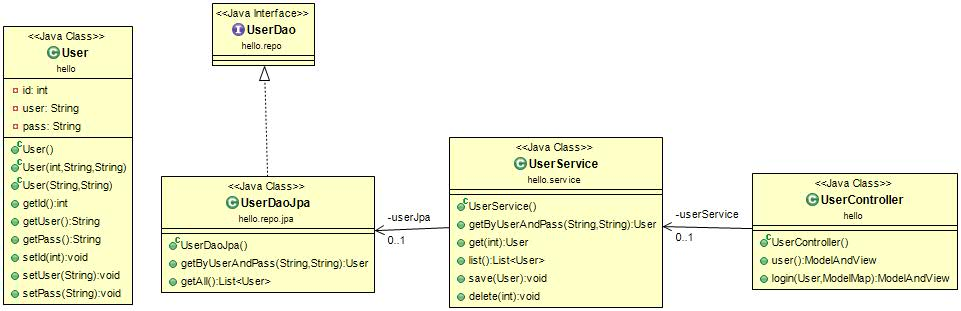 <<Java Class>>
User
hello
id: int
user: String
pass: String
User()
User(int,String,String)
User(String,String)
getId():int
getUser():String
getPass():String
setId(int):void
setUser(String):void
setPass(String):void
<<Java Interface>>
UserDao
hello.repo
<<Java Class>>
UserDaoJpa
hello.repo.jpa
UserDaoJpa()
getByUserAndPass(String,String):User
getAll():List<User>
-userJpa
0..1
<<Java Class>>
UserService
hello.service
UserService()
getByUserAndPass(String,String):User
get(int):User
list():List<User>
save(User):void
delete(int):void
-userService
0..1
<<Java Class>>
UserController
hello
UserController()
user():ModelAndView
login(User,ModelMap):ModelAndView